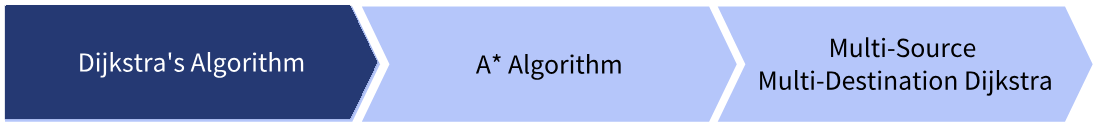 Dijkstra's Algorithm
A* Algorithm
Multi-Source
Multi-Destination Dijkstra